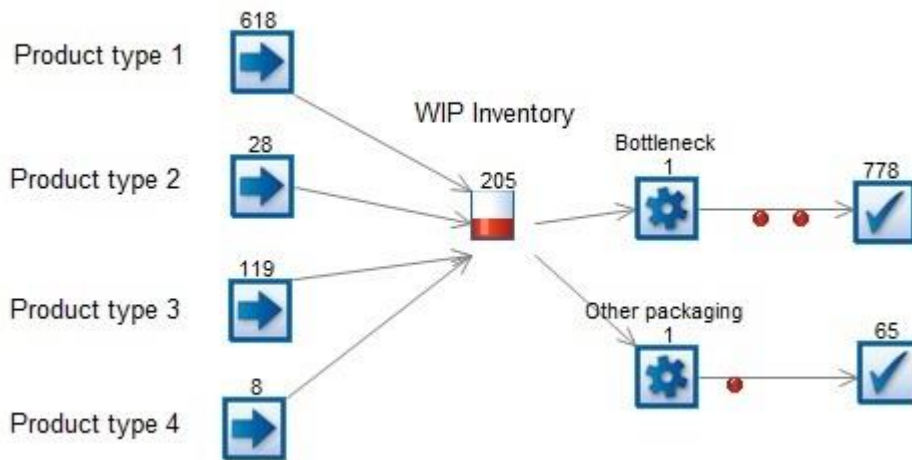 618
Product type 1
WIP Inventory
Bottleneck
28
1
778
Product type 2
205
119
Product type 3
Other packaging
1
65
8
Product type 4